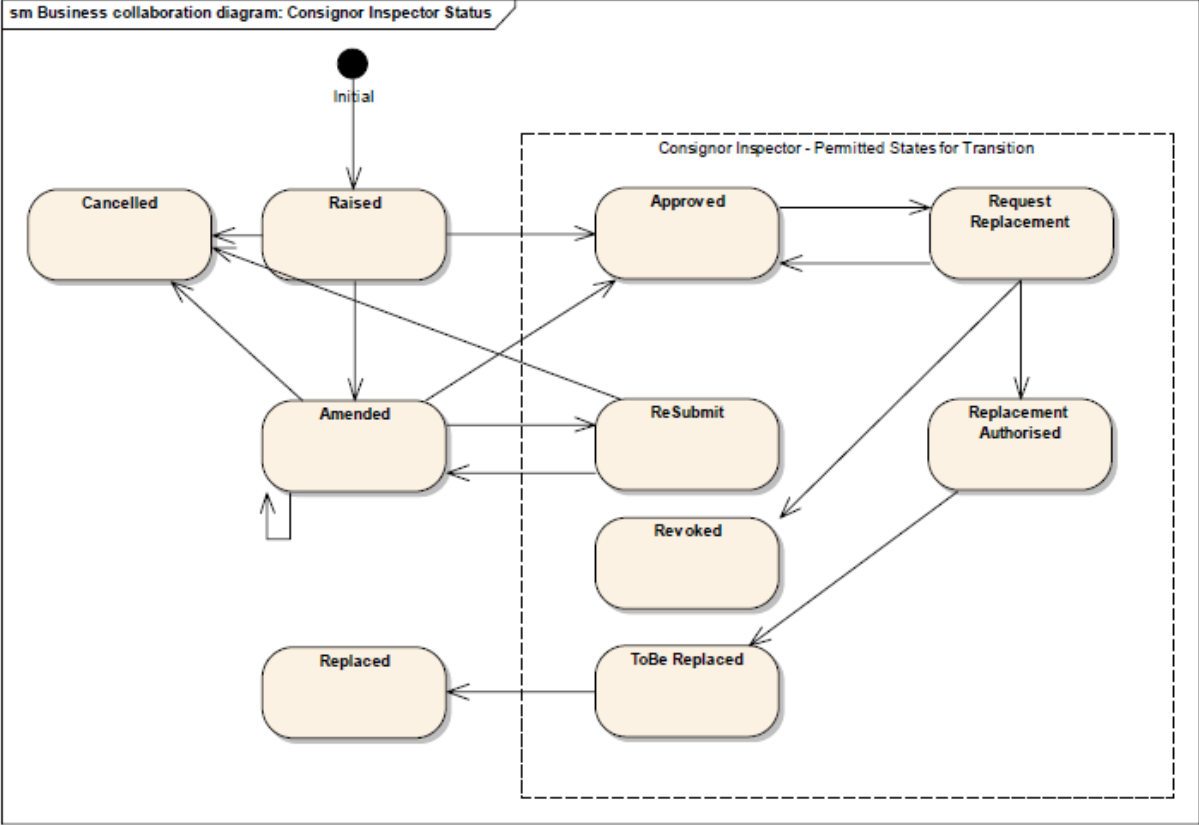 sm Business collaboration diagram: Consignor Inspector Status
Initial
Consignor Inspector - Permitted States for Transition
Cancelled
Raised
Approved
Request
Replacement
Amended
ReSubmit
Replacement
Authorised
Revoked
Replaced
ToBe Replaced